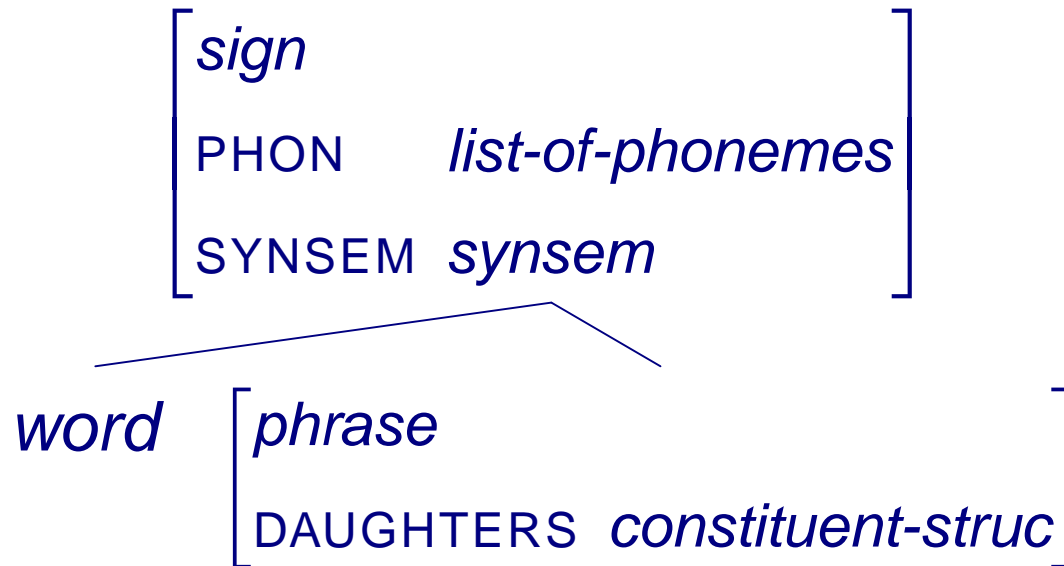 sign
PHON list-of-phonemes
SYNSEM synsem
word phrase
DAUGHTERS constituent-struc